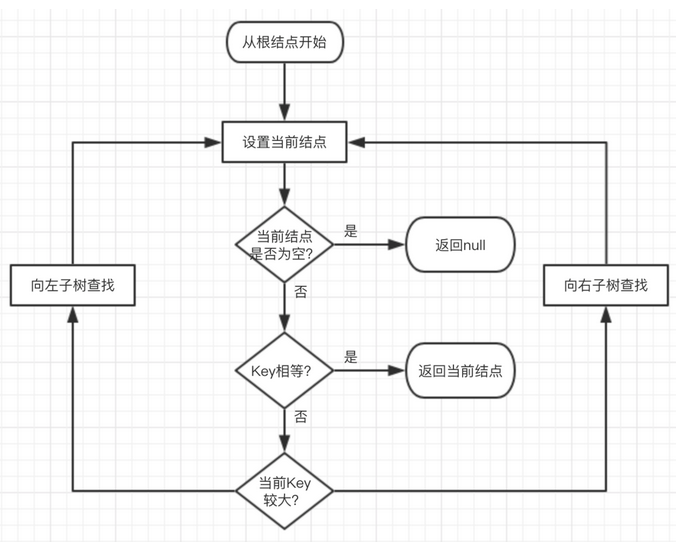 从根结点开始
设置当前结点
当前结点
是否为空?
是
返回null
向左子树查找
向右子树查找
否
Key相等?
是
返回当前结点
否
当前Key
较大?